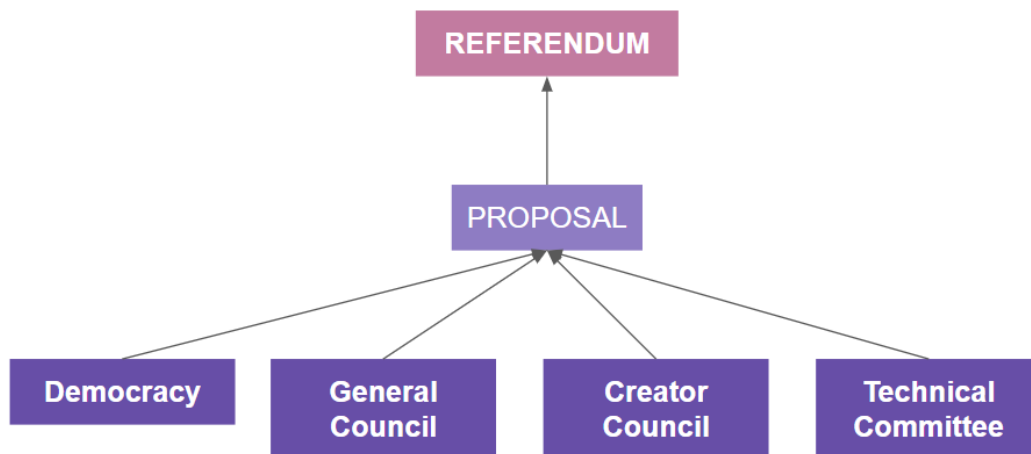 REFERENDUM
PROPOSAL
Democracy
General
Council
Creator
Council
Technical
Committee